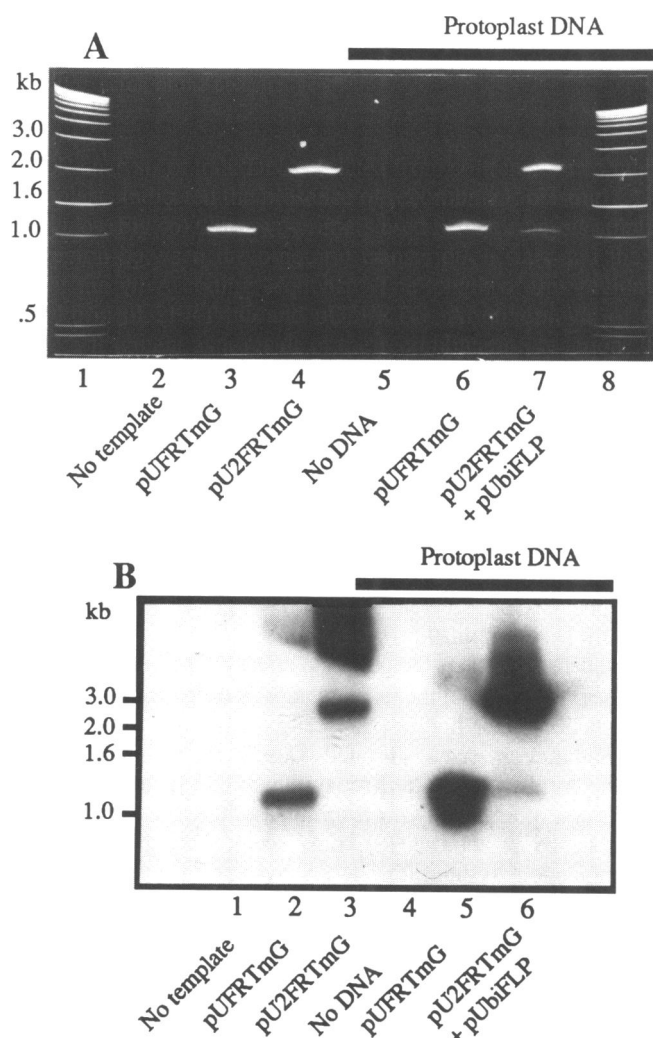 Protoplast DNA
A
kb
3.0
2.0
1.6
1.0
.5
1 2 3 4 5 6 7 8
No template
pUFRTmG
pU2FRTmG
No DNA
pUFRTmG
pU2FRTmG
+ pUbiFLP
Protoplast DNA
B
kb
3.0
2.0
1.6
1.0
1 2 3 4 5 6
No template
pUFRTmG
pU2FRTmG
No DNA
pUFRTmG
pU2FRTmG
+ pUbiFLP